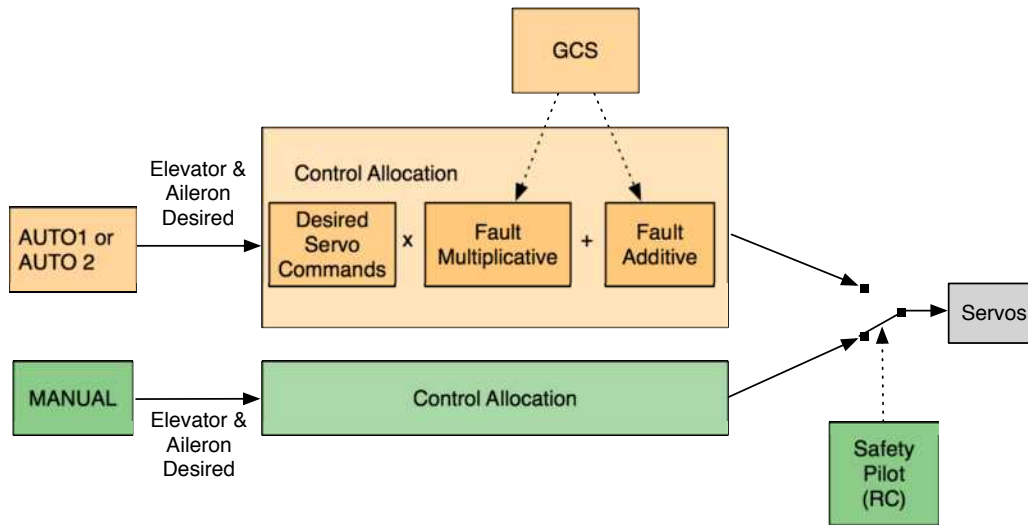 GCS
Elevator &
Aileron
Desired
Control Allocation
AUTO1 or
AUTO 2
Desired
Servo
Commands
x
Fault
Multiplicative
+
Fault
Additive
Servos
MANUAL
Elevator &
Aileron
Desired
Control Allocation
Safety
Pilot
(RC)